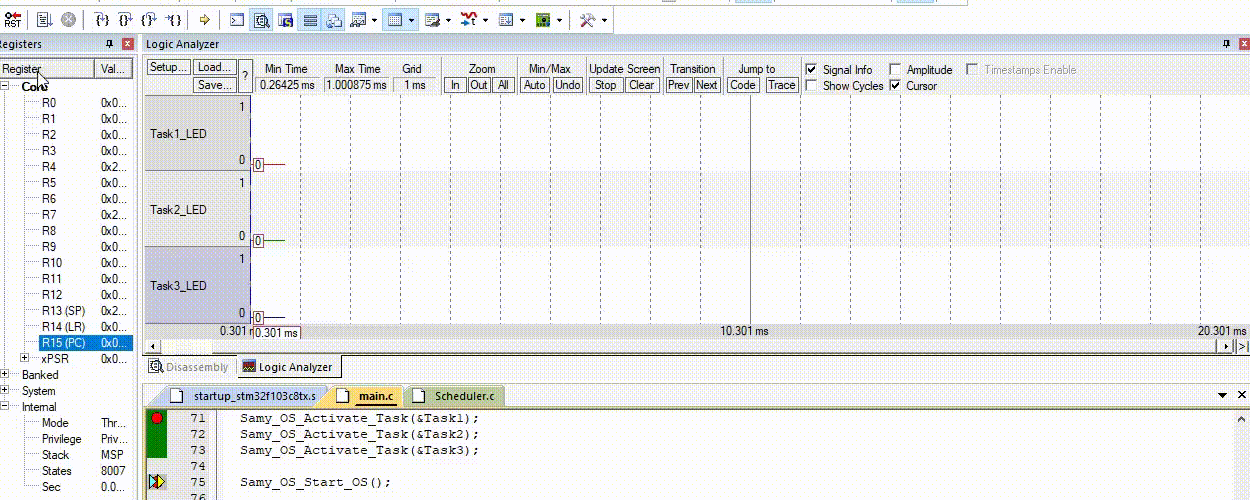 RST
Registers
Logic Analyzer
Register Val...
Core
R0 0x0...
R1 0x0...
R2 0x0...
R3 0x0...
R4 0x2...
R5 0x0...
R6 0x0...
R7 0x2...
R8 0x0...
R9 0x0...
R10 0x0...
R11 0x0...
R12 0x0...
R13 (SP) 0x2...
R14 (LR) 0x0...
R15 (PC) 0x0...
xPSR 0x0...
Banked
System
Internal
Mode Thr...
Privilege Priv...
Stack MSP
States 8007
Sec 0.0...
Setup... Load... ? Min Time Max Time Grid Zoom Min/Max Update Screen Transition Jump to Signal Info Amplitude Timestamps Enable
Save... 0.26425 ms 1.000875 ms 1 ms In Out All Auto Undo Stop Clear Prev Next Code Trace Show Cycles Cursor
1
Task1_LED
0 0
1
Task2_LED
0 0
1
Task3_LED
0 0
0.301 0.301 ms 10.301 ms 20.301 ms
Disassembly Logic Analyzer
startup_stm32f103c8tx.s main.c Scheduler.c
71 Samy_OS_Activate_Task(&Task1);
72 Samy_OS_Activate_Task(&Task2);
73 Samy_OS_Activate_Task(&Task3);
74
75 Samy_OS_Start_OS();
76